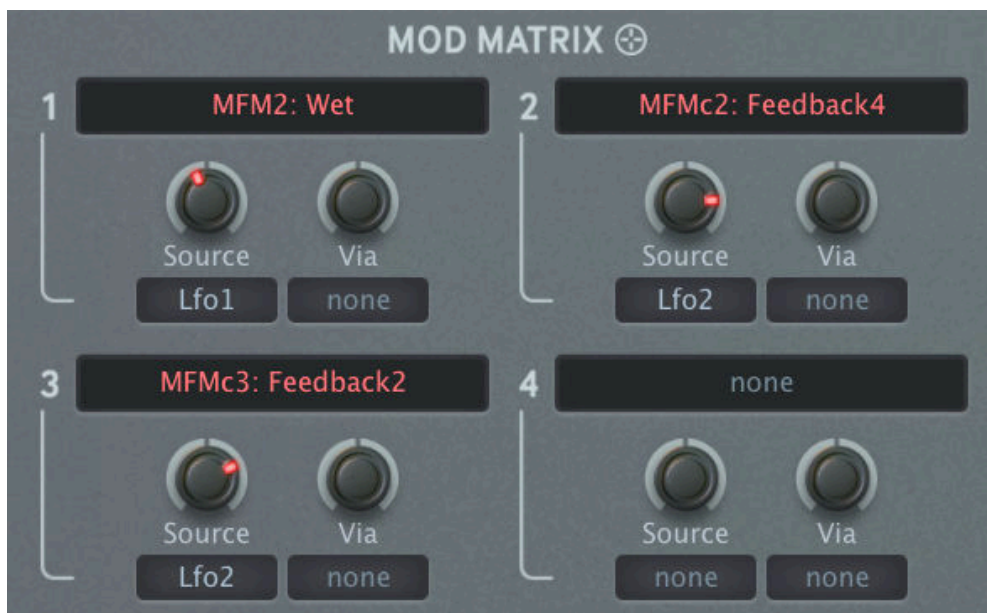 MOD MATRIX
1 MFM2: Wet
Source Via
Lfo1 none
2 MFMc2: Feedback4
Source Via
Lfo2 none
3 MFMc3: Feedback2
Source Via
Lfo2 none
4 none
Source Via
none none